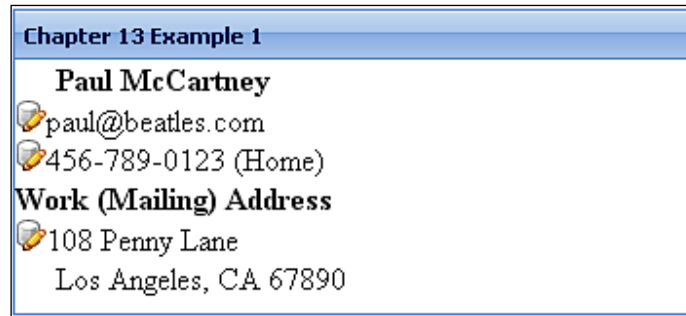 Chapter 13 Example 1
Paul McCartney
paul@beatles.com
456-789-0123 (Home)
Work (Mailing) Address
108 Penny Lane
Los Angeles, CA 67890